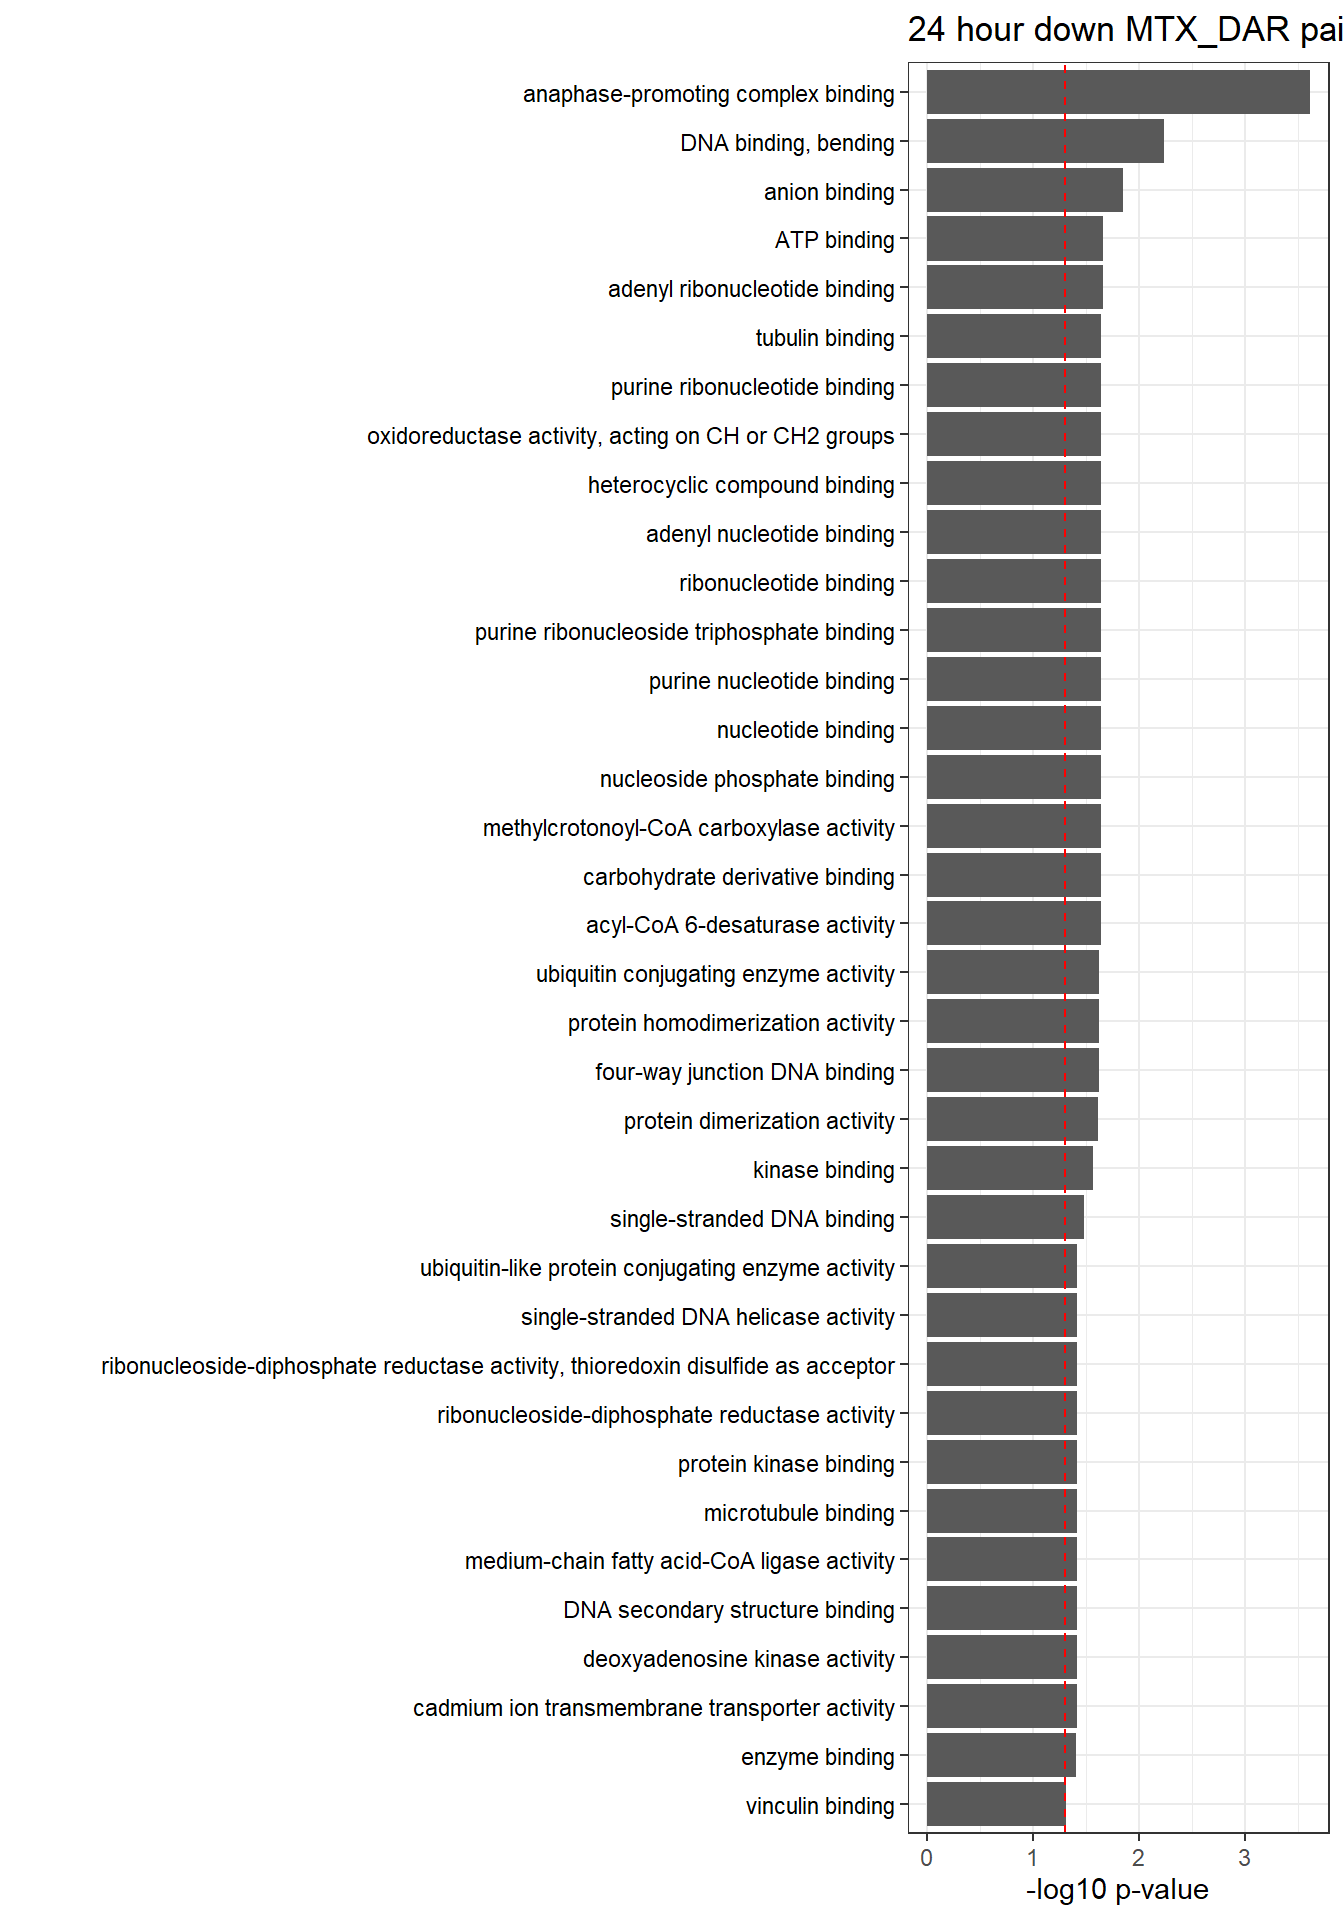 24 hour down MTX_DAR pai
anaphase-promoting complex binding
DNA binding, bending
anion binding
ATP binding
adenyl ribonucleotide binding
tubulin binding
purine ribonucleotide binding
oxidoreductase activity, acting on CH or CH2 groups
heterocyclic compound binding
adenyl nucleotide binding
ribonucleotide binding
purine ribonucleoside triphosphate binding
purine nucleotide binding
nucleotide binding
nucleoside phosphate binding
methylcrotonoyl-CoA carboxylase activity
carbohydrate derivative binding
acyl-CoA 6-desaturase activity
ubiquitin conjugating enzyme activity
protein homodimerization activity
four-way junction DNA binding
protein dimerization activity
kinase binding
single-stranded DNA binding
ubiquitin-like protein conjugating enzyme activity
single-stranded DNA helicase activity
ribonucleoside-diphosphate reductase activity, thioredoxin disulfide as acceptor
ribonucleoside-diphosphate reductase activity
protein kinase binding
microtubule binding
medium-chain fatty acid-CoA ligase activity
DNA secondary structure binding
deoxyadenosine kinase activity
cadmium ion transmembrane transporter activity
enzyme binding
vinculin binding
0 1 2 3
-log10 p-value